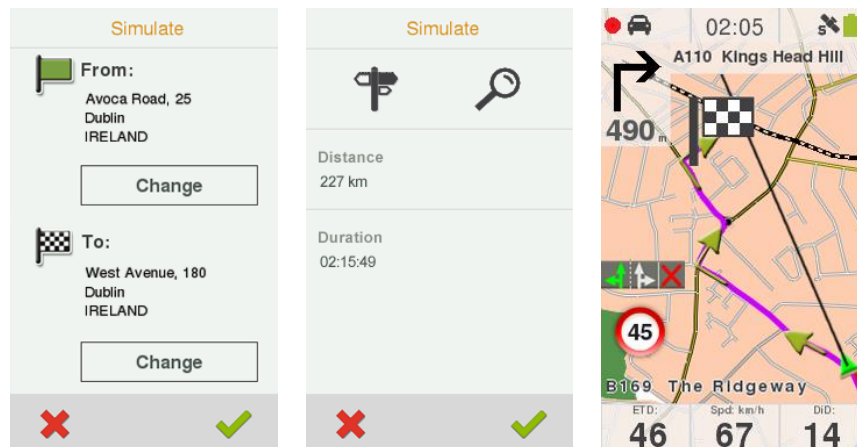 Simulate
From:
Avoca Road, 25
Dublin
IRELAND
Change
To:
West Avenue, 180
Dublin
IRELAND
Change
Simulate
Distance
227 km
Duration
02:15:49
02:05
S
A110 Kings Head Hill
490 m
45
B169 The Ridgeway
ETD: Spd: km/h DiD:
46 67 14